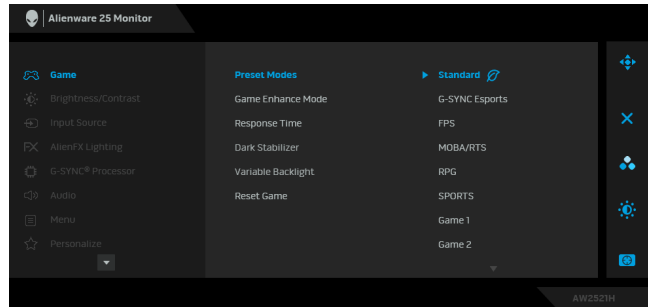 Alienware 25 Monitor
Game
Preset Modes
Standard
Brightness/Contrast
Game Enhance Mode
G-SYNC Esports
Input Source
Response Time
FPS
FX AlienFX Lighting
Dark Stabilizer
MOBA/RTS
G-SYNC® Processor
Variable Backlight
RPG
Audio
Reset Game
SPORTS
Menu
Game 1
Personalize
Game 2
AW2521H